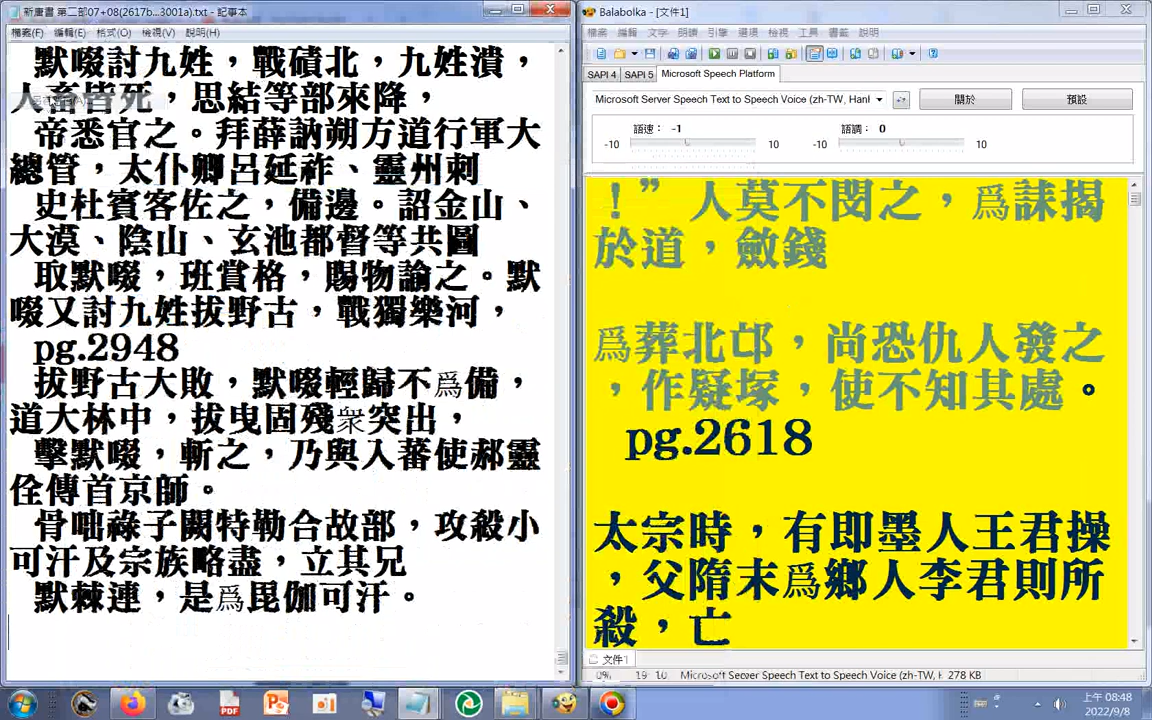 新唐書 第二部07+08(2617b... 3001a).txt - 記事本
檔案(F) 編輯(E) 格式(O) 檢視(V) 說明(H)
默啜討九姓，戰磧北，九姓潰，
人畜皆死，思結等部來降，
帝悉官之。拜薛訥朔方道行軍大
總管，太仆卿呂延祚、靈州刺
史杜賓客佐之，備邊。詔金山、
大漠、陰山、玄池都督等共圖
取默啜，班賞格，賜物論之。默
啜又討九姓拔野古，戰獨樂河，
pg.2948
拔野古大敗，默啜輕歸不爲備，
道大林中，拔曳固殘衆突出，
擊默啜，斬之，乃與入蕃使郝靈
佺傳首京師。
骨咄祿子闕特勒合故部，攻殺小
可汗及宗族略盡，立其兄
默棘連，是爲毘伽可汗。
Balabolka - [文件1]
檔案 編輯 文字 朗讀 引擎 選項 檢視 工具 書籤 說明
SAPI 4 SAPI 5 Microsoft Speech Platform
Microsoft Server Speech Text to Speech Voice (zh-TW, Hanl
關於 預設
語速： -1 語調： 0
-10 10 -10 10
！”人莫不閔之，爲誄揭
於道，斂錢
爲葬北邙，尚恐仇人發之
，作疑塚，使不知其處。
pg.2618
太宗時，有即墨人王君操
，父隋末爲鄉人李君則所
殺，亡
文件1
0% 19: 10 Microsoft Server Speech Text to Speech Voice (zh-TW, H 278 KB
上午 08:48
2022/9/8